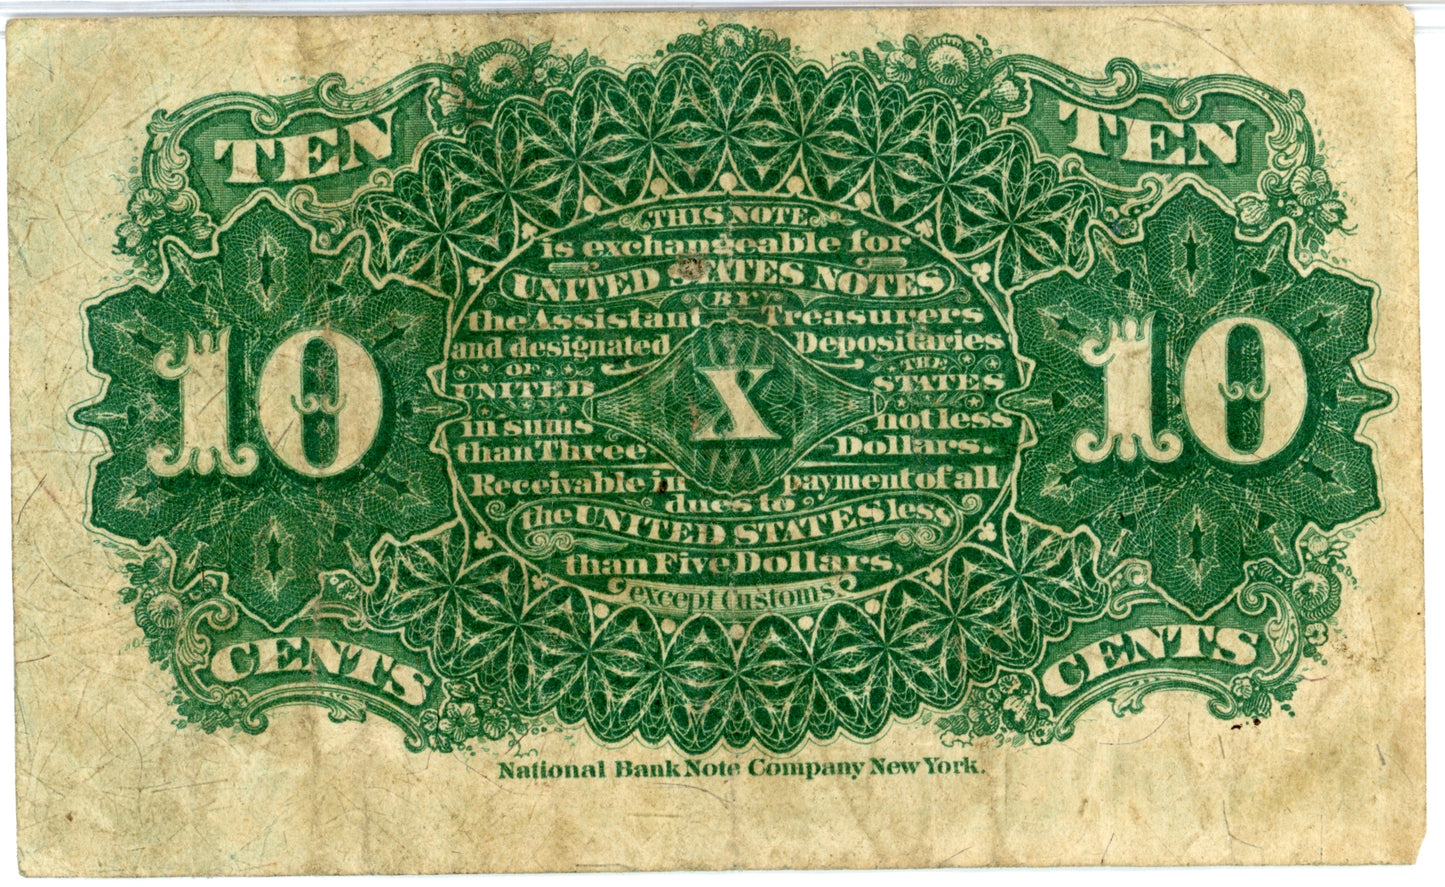 TEN TEN
THIS NOTE
is exchangeable for
UNITED STATES NOTES
BY
the Assistant Treasurers
and designated Depositaries
OF THE
UNITED STATES
in sums not less
than Three Dollars.
10 X 10
Receivable in payment of all
dues to
the UNITED STATES less
than Five Dollars,
except Customs.
CENTS CENTS
National Bank Note Company New York.